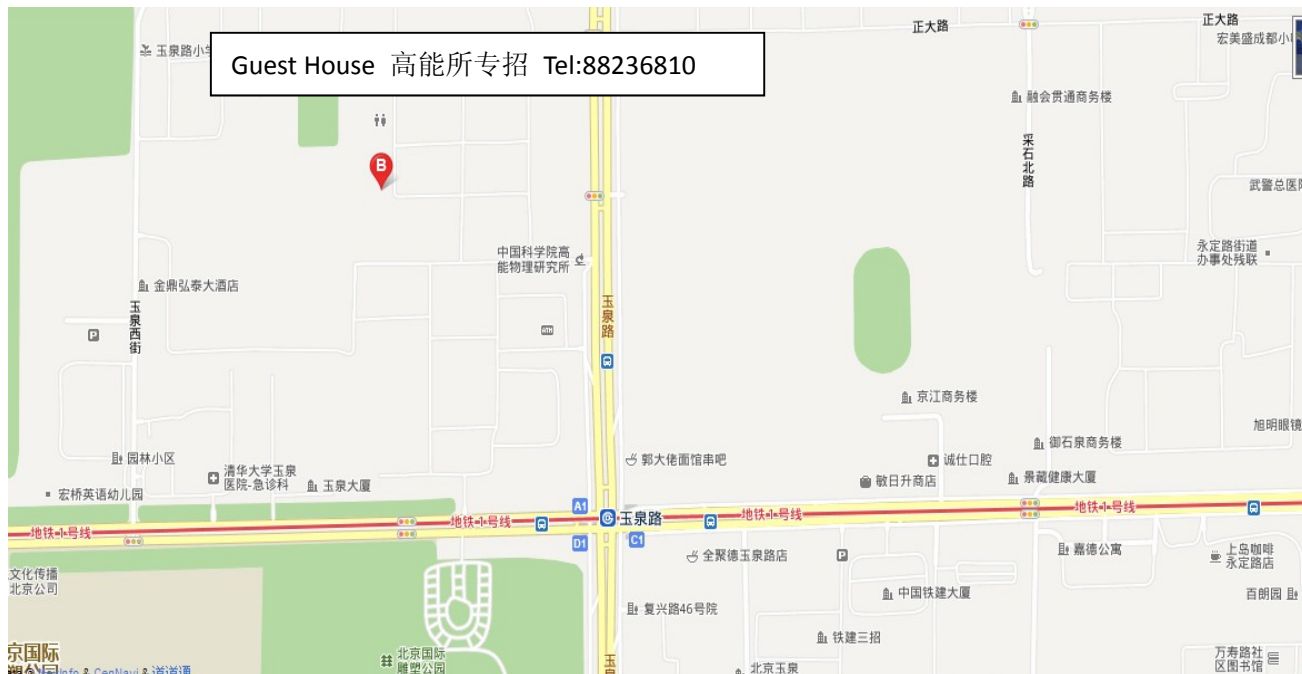 正大路
正大路
宏美盛成都小
玉泉路小学
Guest House 高能所专招 Tel:88236810
融会贯通商务楼
采石北路
B
武警总医院
中国科学院高
能物理研究所
永定路街道
办事处残联
金鼎弘泰大酒店
玉泉西街
玉泉路
P
ATM
京江商务楼
旭明眼镜
御石泉商务楼
园林小区
郭大佬面馆串吧
诚仕口腔
清华大学玉泉
医院-急诊科
玉泉大厦
敏日升商店
景藏健康大厦
宏桥英语幼儿园
A1
地铁1号线
地铁1号线
玉泉路
地铁1号线
地铁1号线
D1
C1
全聚德玉泉路店
P
嘉德公寓
上岛咖啡
永定路店
文化传播
北京公司
中国铁建大厦
百朗园
复兴路46号院
铁建三招
京国际
北京国际
雕塑公园
万寿路社
区图书馆
北京玉泉
& CenNavi & 道道通
玉